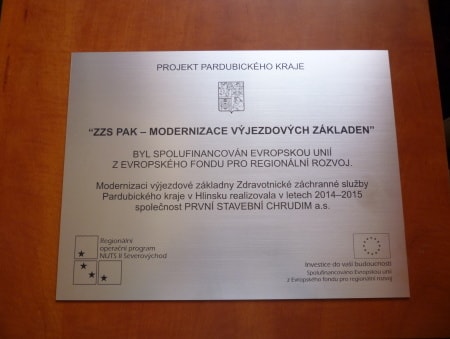 PROJEKT PARDUBICKÉHO KRAJE
“ZZS PAK – MODERNIZACE VÝJEZDOVÝCH ZÁKLADEN”
BYL SPOLUFINANCOVÁN EVROPSKOU UNIÍ
Z EVROPSKÉHO FONDU PRO REGIONÁLNÍ ROZVOJ.
Modernizaci výjezdové základny Zdravotnické záchranné služby
Pardubického kraje v Hlinsku realizovala v letech 2014–2015
společnost PRVNÍ STAVEBNÍ CHRUDIM a.s.
Regionální
operační program
NUTS II Severovýchod
Investice do vaší budoucnosti
Spolufinancováno Evropskou unií
z Evropského fondu pro regionální rozvoj